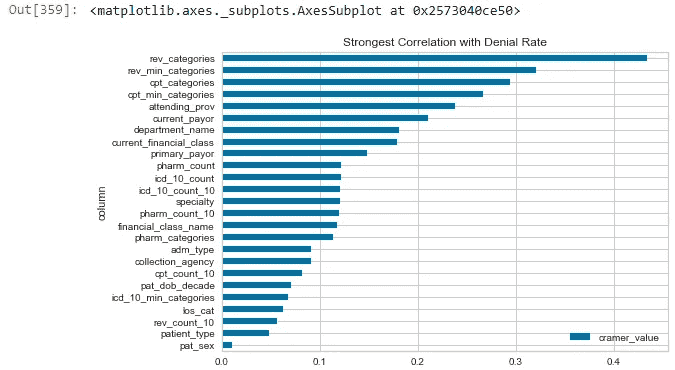 Out[359]: <matplotlib.axes._subplots.AxesSubplot at 0x2573040ce50>
Strongest Correlation with Denial Rate
rev_categories
rev_min_categories
cpt_categories
cpt_min_categories
attending_prov
current_payor
department_name
current_financial_class
primary_payor
pharm_count
icd_10_count
icd_10_count_10
specialty
pharm_count_10
financial_class_name
pharm_categories
adm_type
collection_agency
cpt_count_10
pat_dob_decade
icd_10_min_categories
los_cat
rev_count_10
patient_type
pat_sex
column
cramer_value
0.0 0.1 0.2 0.3 0.4